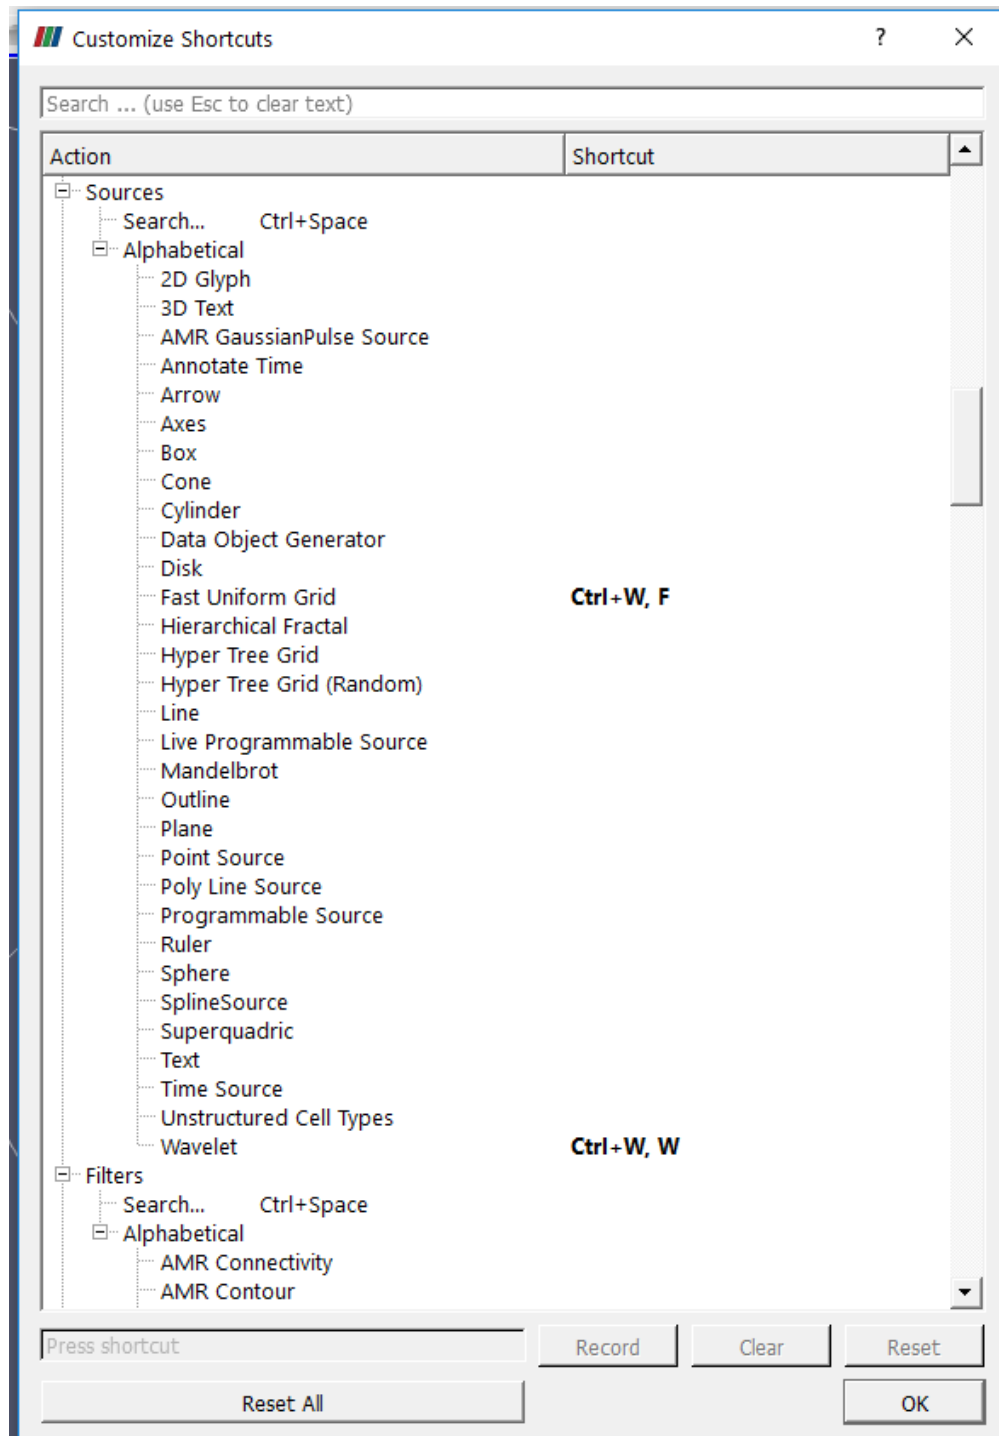 Customize Shortcuts ?
Search ... (use Esc to clear text)
Action Shortcut
Sources
Search... Ctrl+Space
Alphabetical
2D Glyph
3D Text
AMR GaussianPulse Source
Annotate Time
Arrow
Axes
Box
Cone
Cylinder
Data Object Generator
Disk
Fast Uniform Grid Ctrl+W, F
Hierarchical Fractal
Hyper Tree Grid
Hyper Tree Grid (Random)
Line
Live Programmable Source
Mandelbrot
Outline
Plane
Point Source
Poly Line Source
Programmable Source
Ruler
Sphere
SplineSource
Superquadric
Text
Time Source
Unstructured Cell Types
Wavelet Ctrl+W, W
Filters
Search... Ctrl+Space
Alphabetical
AMR Connectivity
AMR Contour
Press shortcut Record Clear Reset
Reset All OK